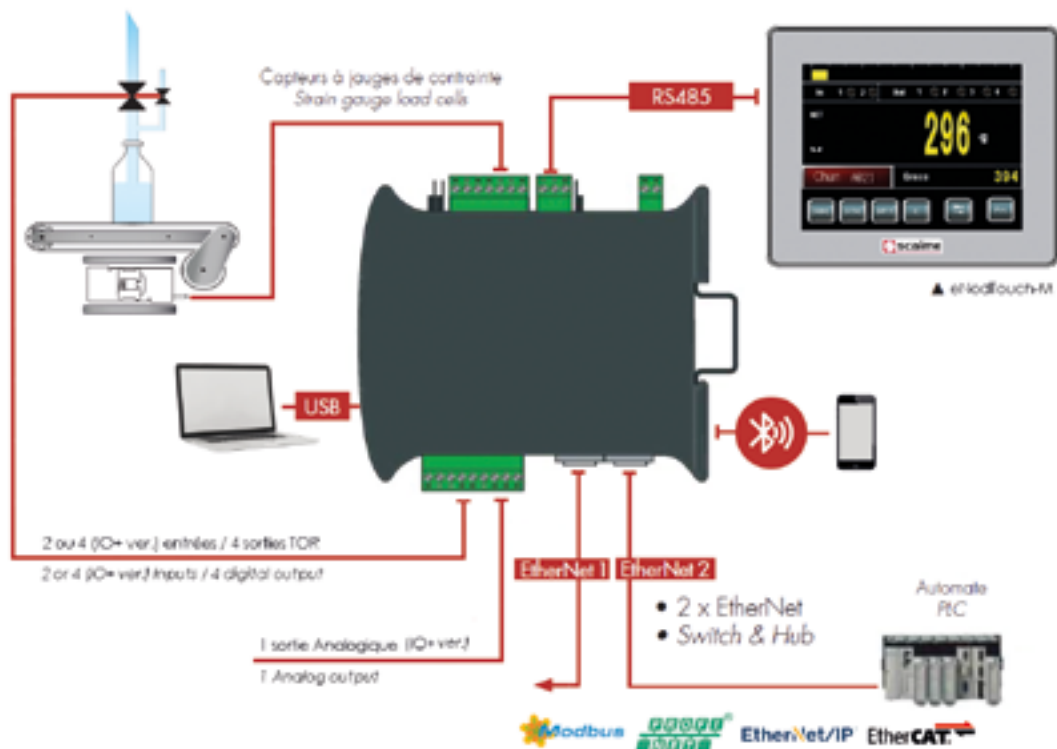 Capteurs à jauges de contrainte
Strain gauge load cells
RS485
296
394
scaime
▲ eNodTouch-M
USB
2 ou 4 (IO+ ver.) entrées / 4 sorties TOR
2 or 4 (IO+ ver.) Inputs / 4 digital output
EtherNet 1
EtherNet 2
• 2 x EtherNet
• Switch & Hub
Automate
PLC
1 sortie Analogique (IO+ ver.)
1 Analog output
Modbus
EtherNet/IP
EtherCAT